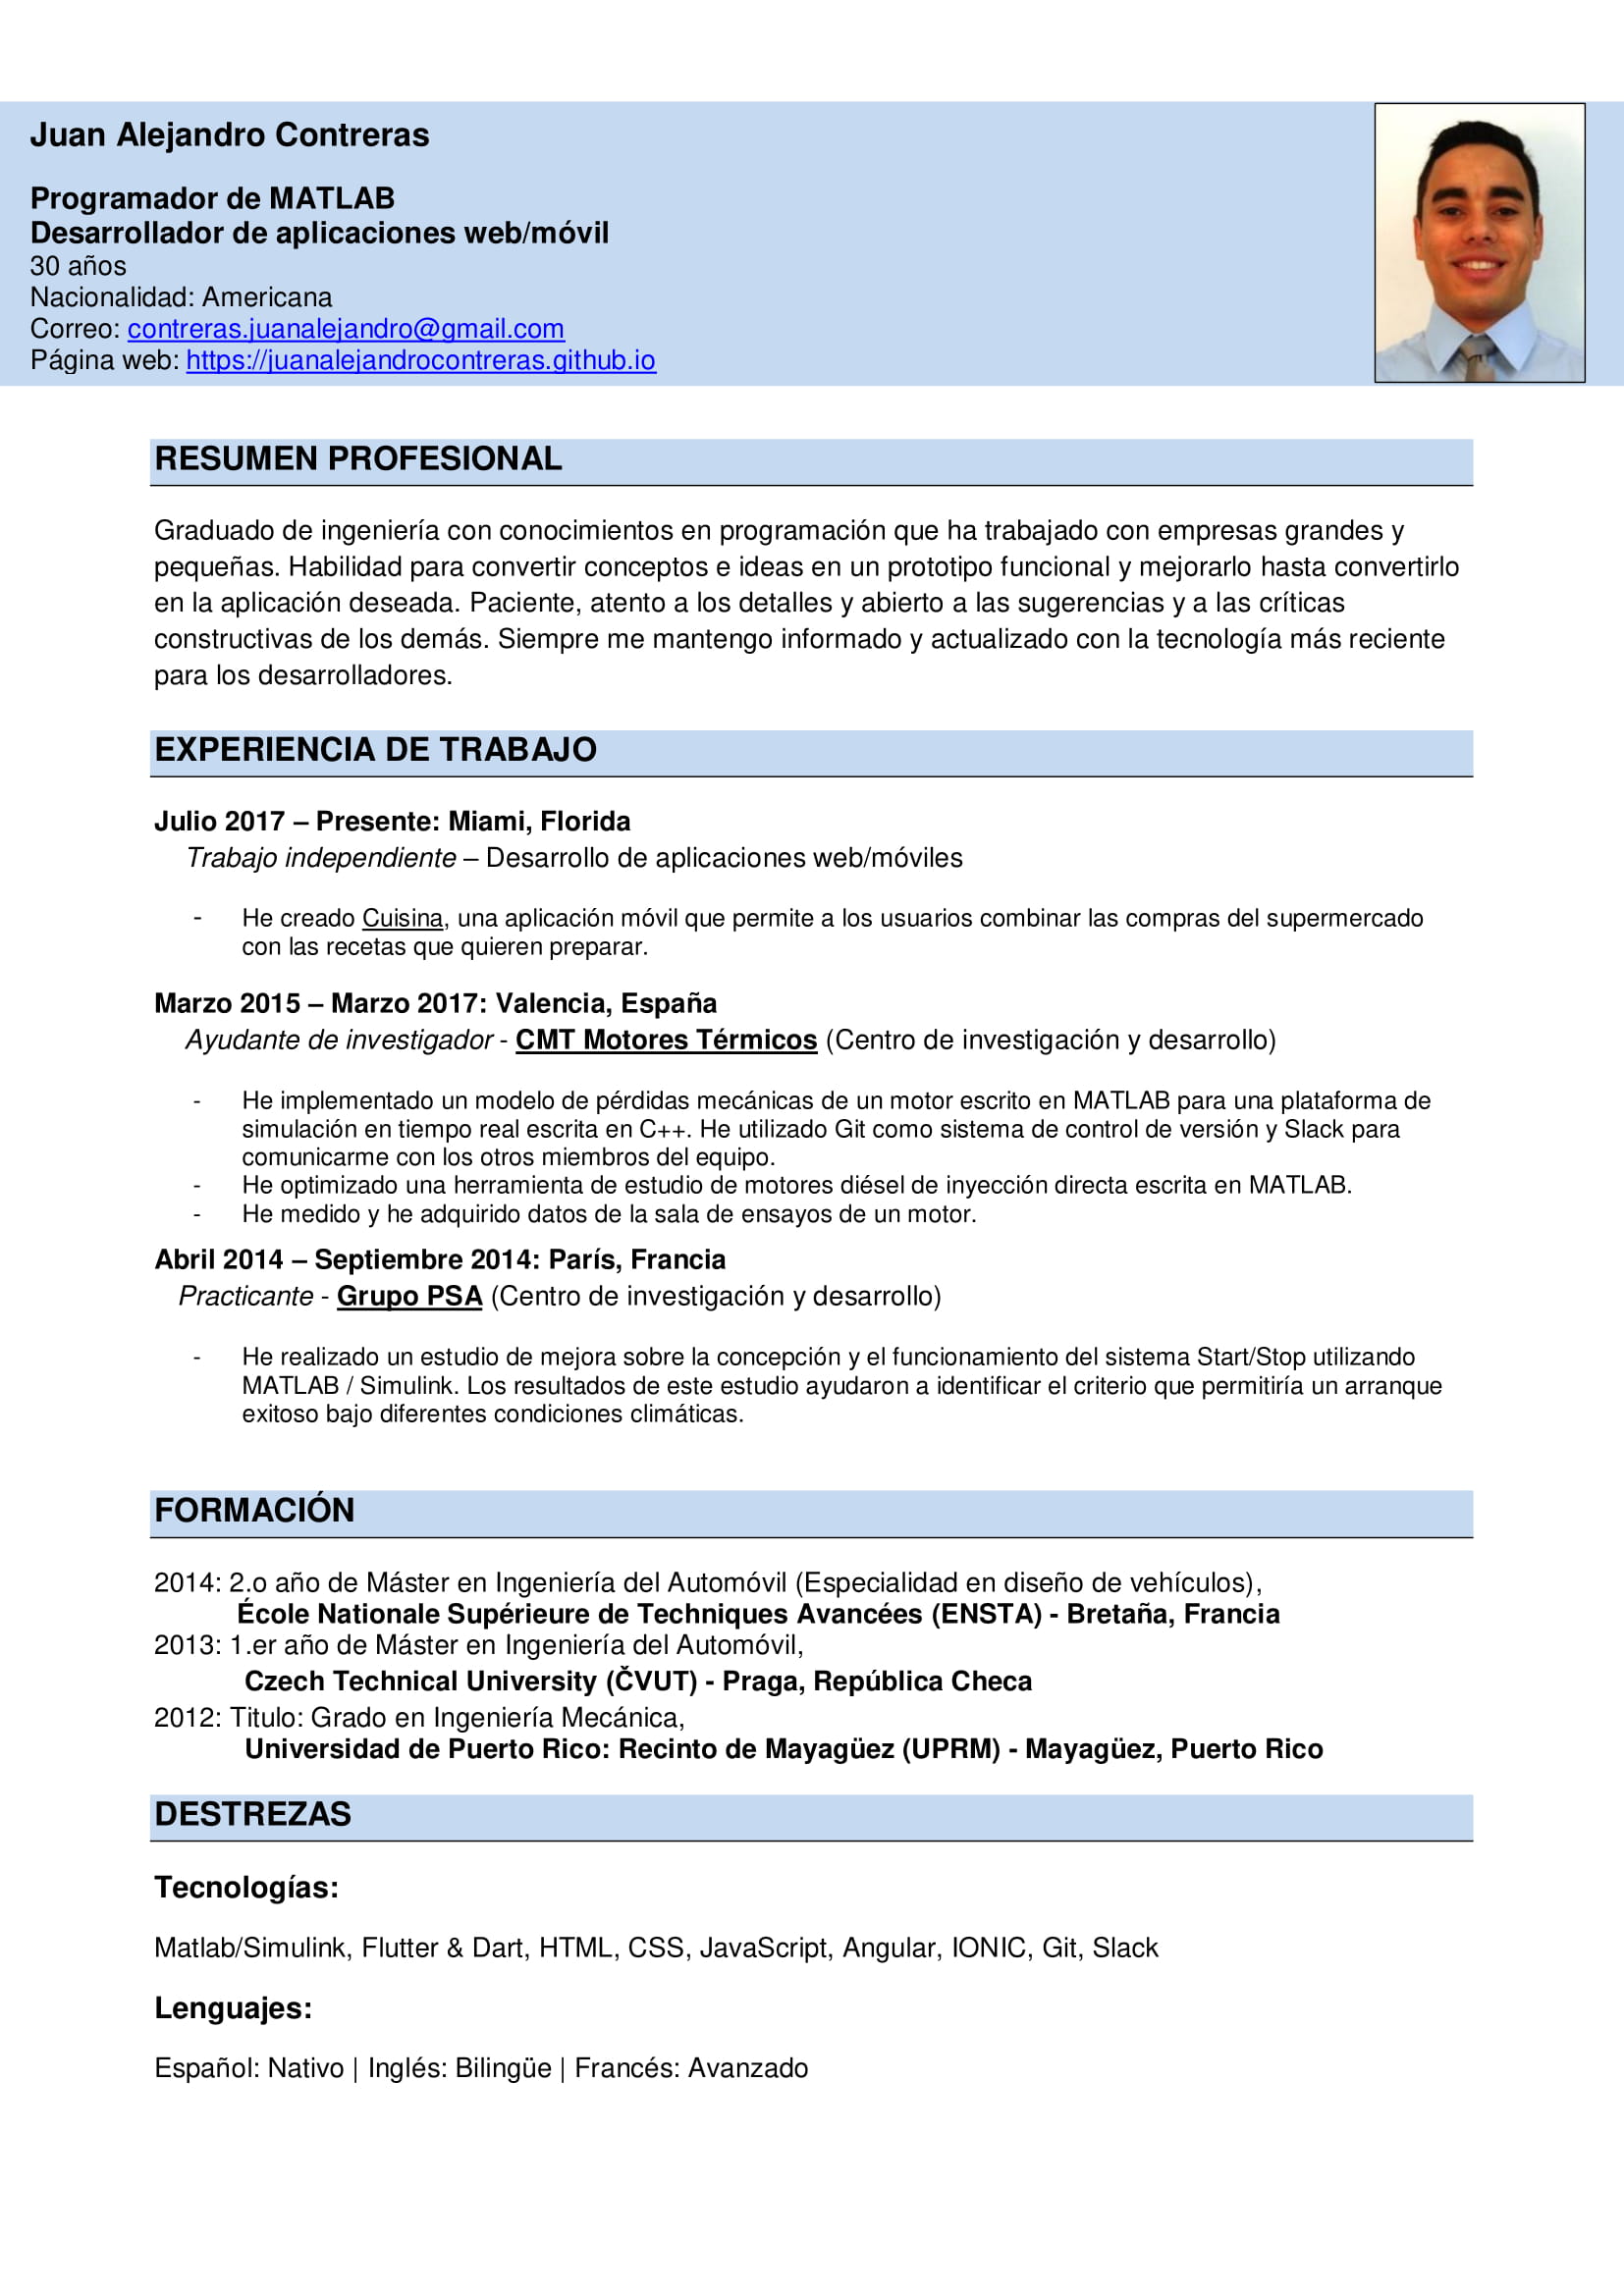 Juan Alejandro Contreras
Programador de MATLAB
Desarrollador de aplicaciones web/móvil
30 años
Nacionalidad: Americana
Correo: contreras.juanalejandro@gmail.com
Página web: https://juanalejandrocontreras.github.io
RESUMEN PROFESIONAL
Graduado de ingeniería con conocimientos en programación que ha trabajado con empresas grandes y
pequeñas. Habilidad para convertir conceptos e ideas en un prototipo funcional y mejorarlo hasta convertirlo
en la aplicación deseada. Paciente, atento a los detalles y abierto a las sugerencias y a las críticas
constructivas de los demás. Siempre me mantengo informado y actualizado con la tecnología más reciente
para los desarrolladores.
EXPERIENCIA DE TRABAJO
Julio 2017 – Presente: Miami, Florida
Trabajo independiente – Desarrollo de aplicaciones web/móviles
- He creado Cuisina, una aplicación móvil que permite a los usuarios combinar las compras del supermercado
con las recetas que quieren preparar.
Marzo 2015 – Marzo 2017: Valencia, España
Ayudante de investigador - CMT Motores Térmicos (Centro de investigación y desarrollo)
- He implementado un modelo de pérdidas mecánicas de un motor escrito en MATLAB para una plataforma de
simulación en tiempo real escrita en C++. He utilizado Git como sistema de control de versión y Slack para
comunicarme con los otros miembros del equipo.
- He optimizado una herramienta de estudio de motores diésel de inyección directa escrita en MATLAB.
- He medido y he adquirido datos de la sala de ensayos de un motor.
Abril 2014 – Septiembre 2014: París, Francia
Practicante - Grupo PSA (Centro de investigación y desarrollo)
- He realizado un estudio de mejora sobre la concepción y el funcionamiento del sistema Start/Stop utilizando
MATLAB / Simulink. Los resultados de este estudio ayudaron a identificar el criterio que permitiría un arranque
exitoso bajo diferentes condiciones climáticas.
FORMACIÓN
2014: 2.o año de Máster en Ingeniería del Automóvil (Especialidad en diseño de vehículos),
École Nationale Supérieure de Techniques Avancées (ENSTA) - Bretaña, Francia
2013: 1.er año de Máster en Ingeniería del Automóvil,
Czech Technical University (ČVUT) - Praga, República Checa
2012: Titulo: Grado en Ingeniería Mecánica,
Universidad de Puerto Rico: Recinto de Mayagüez (UPRM) - Mayagüez, Puerto Rico
DESTREZAS
Tecnologías:
Matlab/Simulink, Flutter & Dart, HTML, CSS, JavaScript, Angular, IONIC, Git, Slack
Lenguajes:
Español: Nativo | Inglés: Bilingüe | Francés: Avanzado